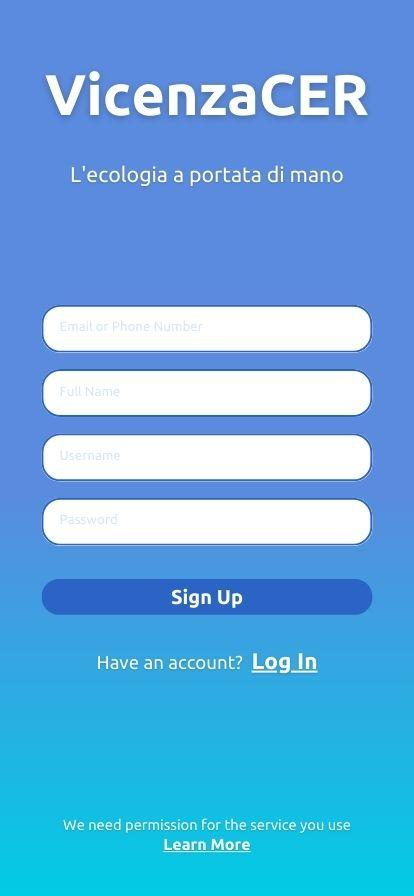 VicenzaCER
L'ecologia a portata di mano
Email or Phone Number
Full Name
Username
Password
Sign Up
Have an account? Log In
We need permission for the service you use
Learn More